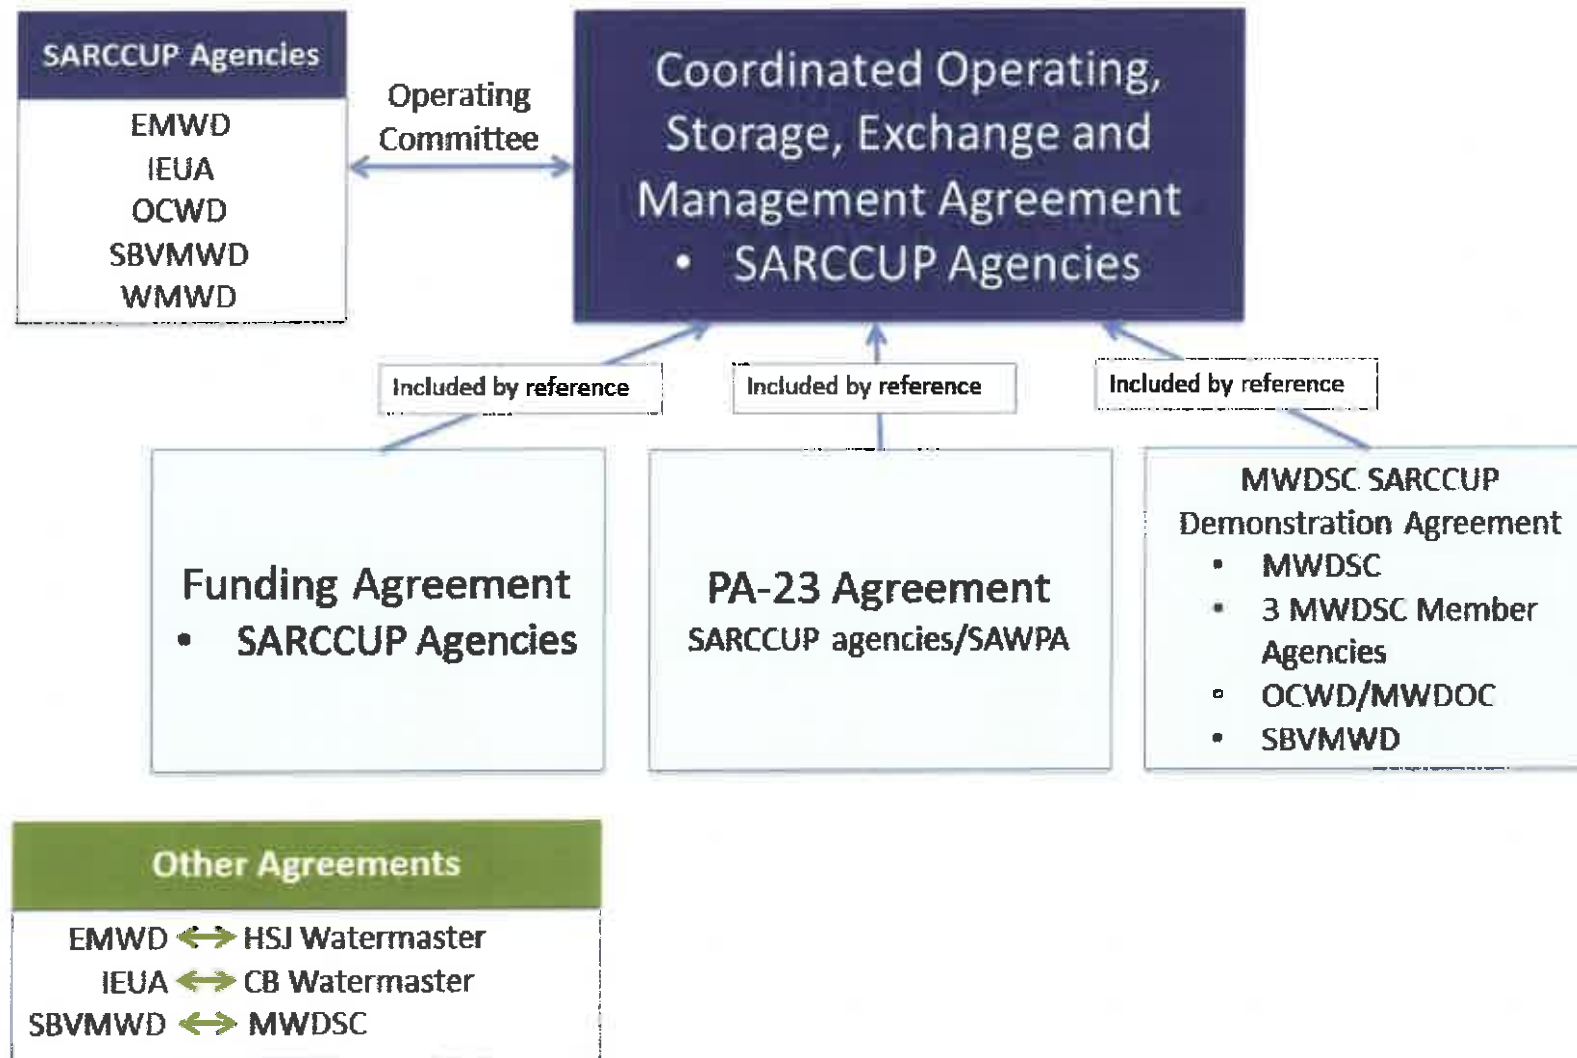 SARCCUP Agencies
EMWD
IEUA
OCWD
SBVMWD
WMWD
Operating
Committee
Coordinated Operating,
Storage, Exchange and
Management Agreement
• SARCCUP Agencies
Included by reference
Included by reference
Included by reference
Funding Agreement
• SARCCUP Agencies
PA-23 Agreement
SARCCUP agencies/SAWPA
MWDSC SARCCUP
Demonstration Agreement
• MWDSC
• 3 MWDSC Member
Agencies
• OCWD/MWDOC
• SBVMWD
Other Agreements
EMWD ↔ HSJ Watermaster
IEUA ↔ CB Watermaster
SBVMWD ↔ MWDSC